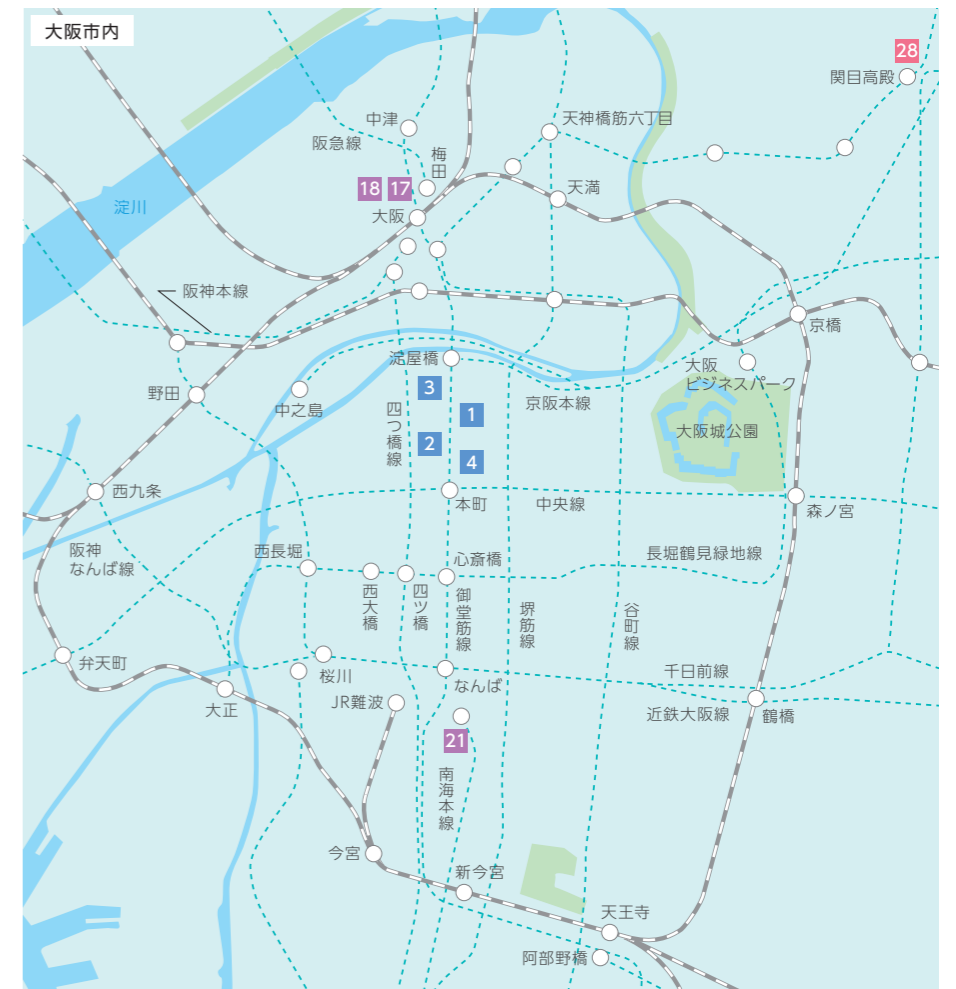 大阪市内
28
関目高殿
中津
天神橋筋六丁目
阪急線
梅田
18
17
天満
淀川
大阪
阪神本線
京橋
淀屋橋
大阪
ビジネスパーク
3
野田
中之島
四つ橋線
1
京阪本線
2
大阪城公園
4
西九条
本町
中央線
森ノ宮
阪神
なんば線
西長堀
心斎橋
長堀鶴見緑地線
西大橋
四ツ橋
御堂筋線
堺筋線
谷町線
弁天町
桜川
なんば
千日前線
大正
JR難波
近鉄大阪線
鶴橋
21
南海本線
今宮
新今宮
天王寺
阿部野橋